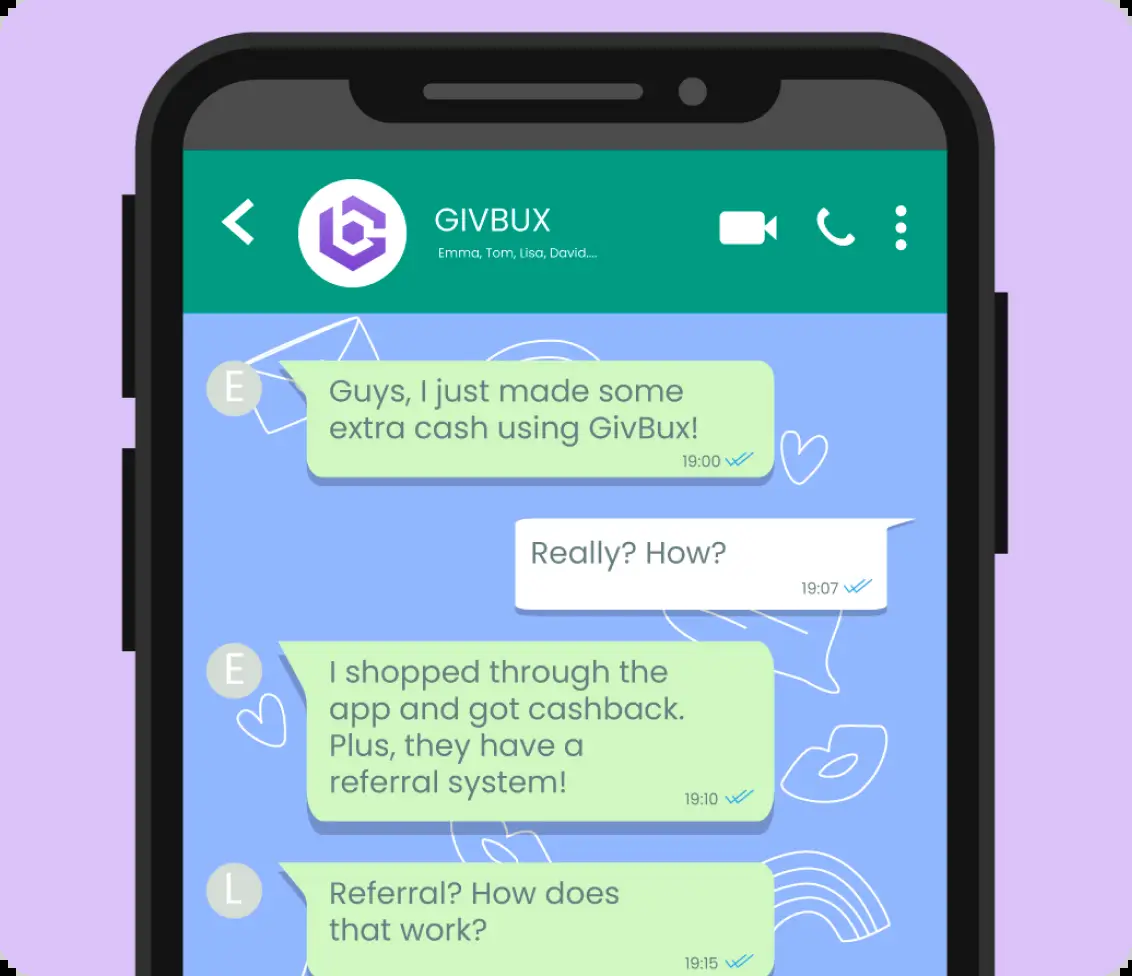 GIVBUX
Emma, Tom, Lisa, David....
E
Guys, I just made some
extra cash using GivBux!
19:00
Really? How?
19:07
E
I shopped through the
app and got cashback.
Plus, they have a
referral system!
19:10
L
Referral? How does
that work?
19:15